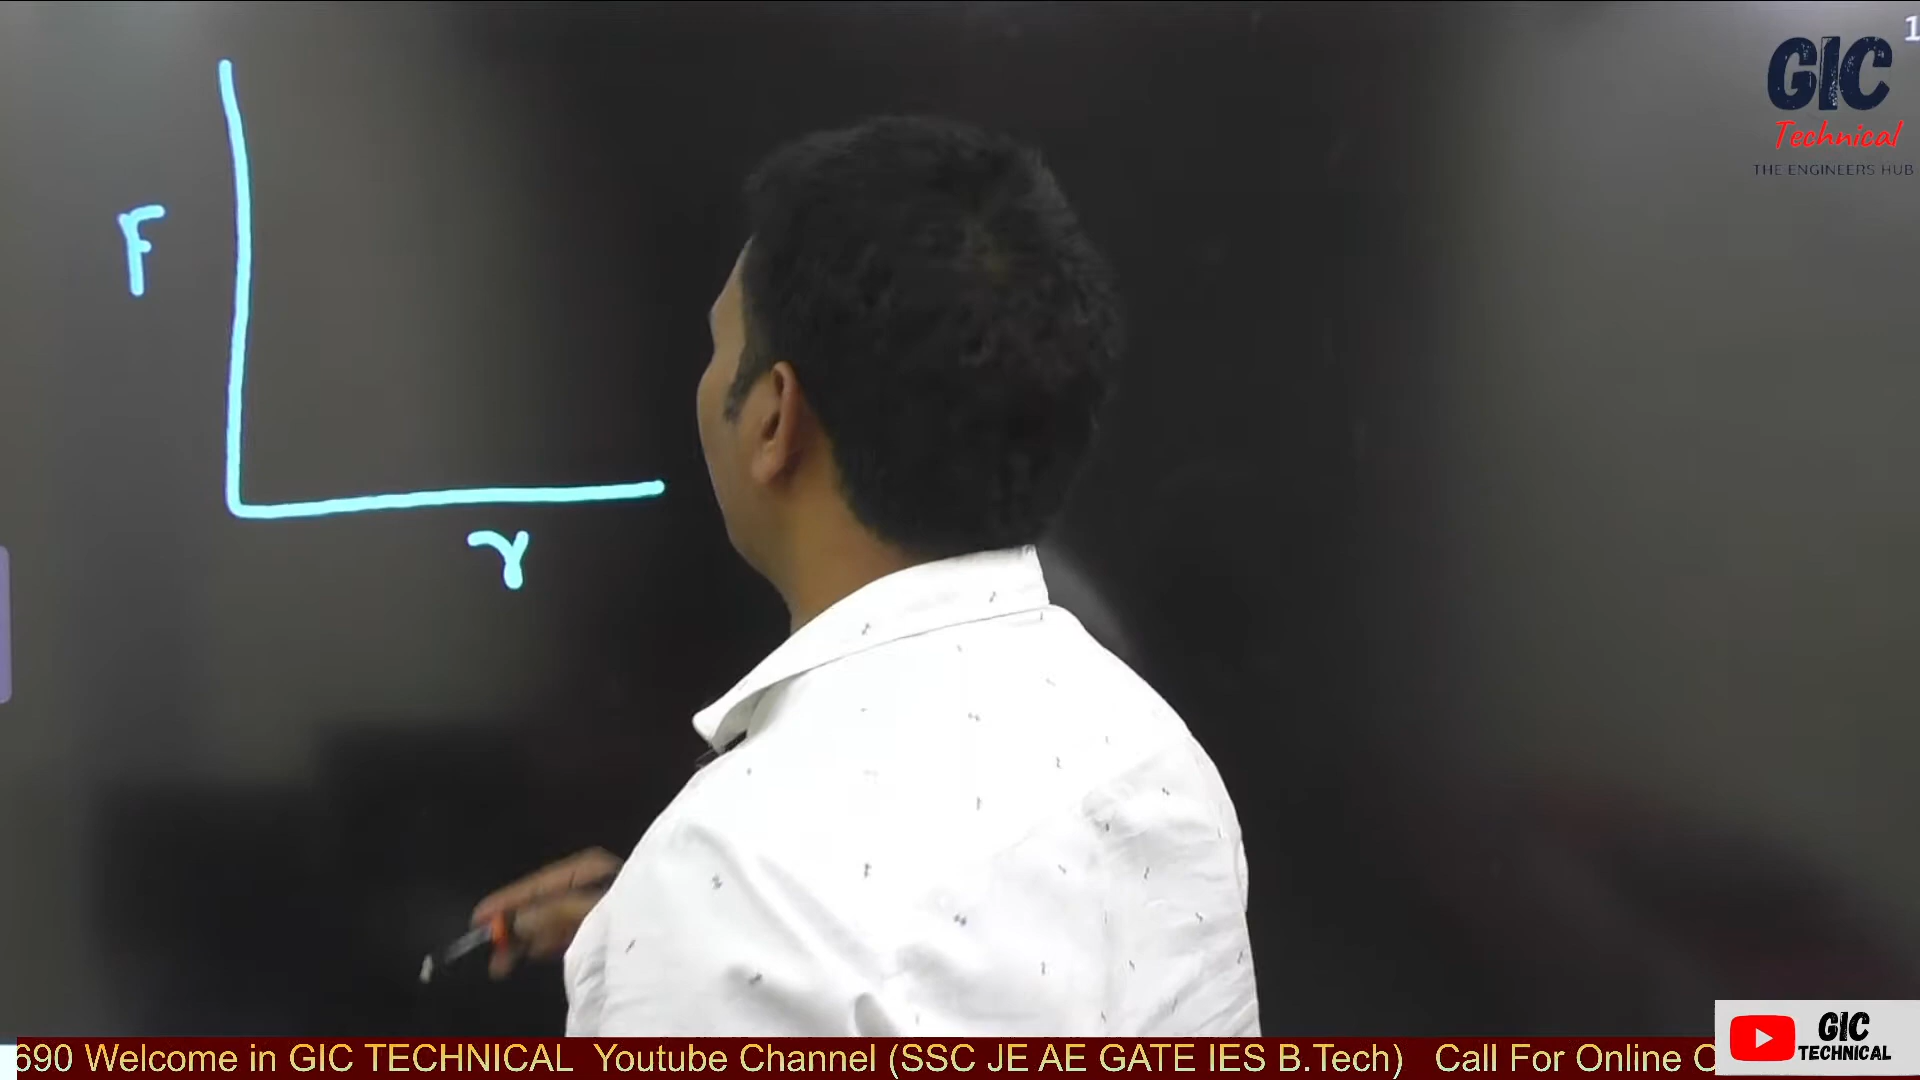 1
GIC
Technical
THE ENGINEERS HUB
F
r
690 Welcome in GIC TECHNICAL Youtube Channel (SSC JE AE GATE IES B.Tech) Call For Online C
GIC
TECHNICAL